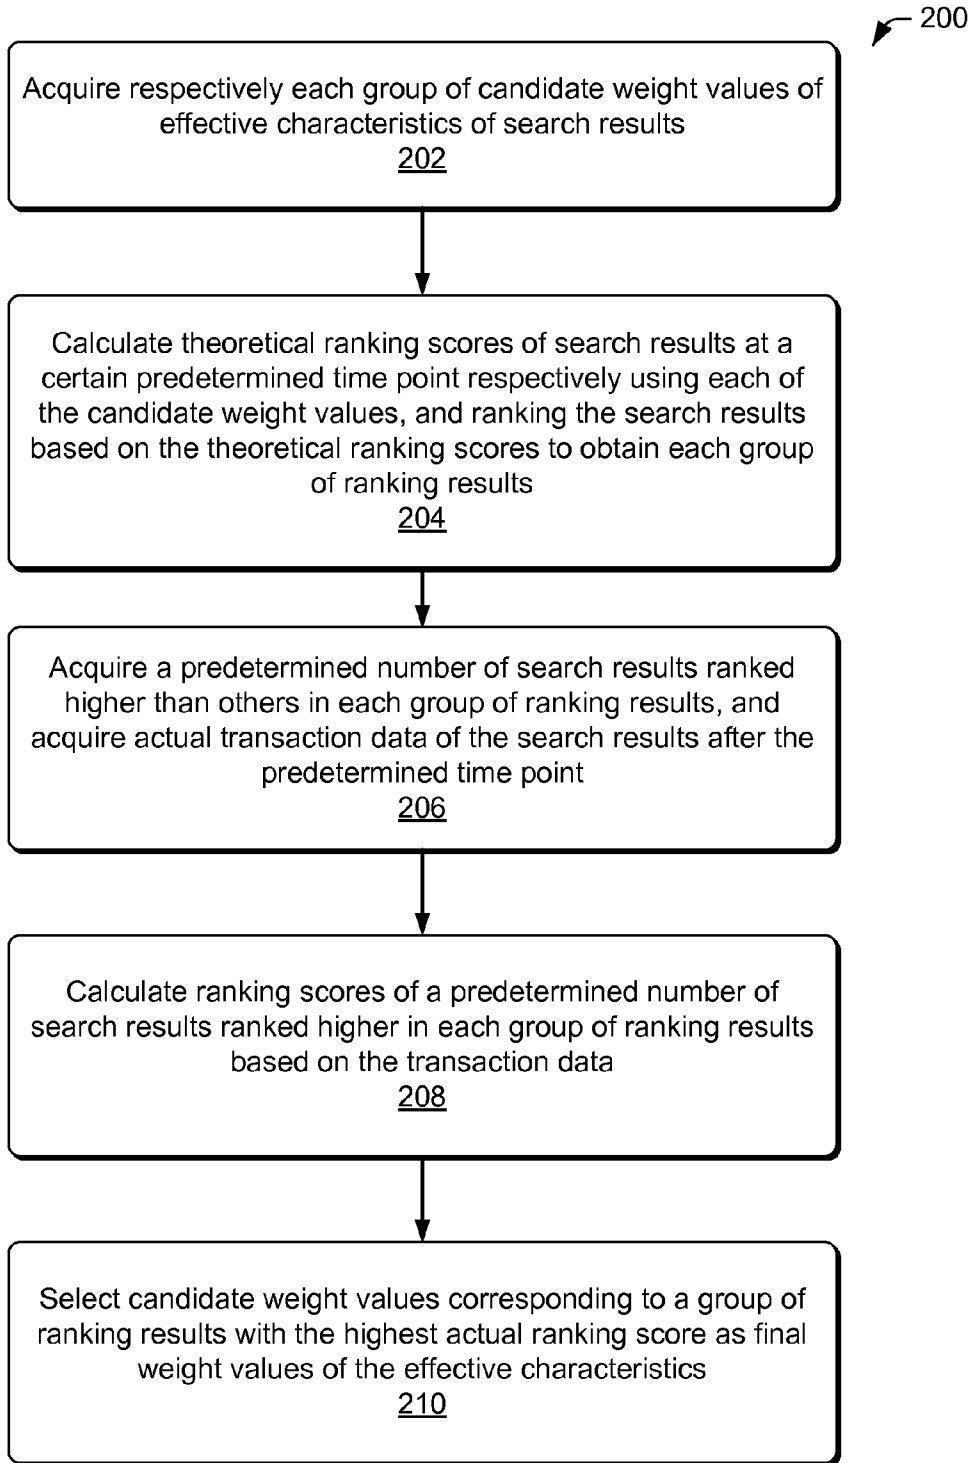 200
Acquire respectively each group of candidate weight values of
effective characteristics of search results
202
Calculate theoretical ranking scores of search results at a
certain predetermined time point respectively using each of
the candidate weight values, and ranking the search results
based on the theoretical ranking scores to obtain each group
of ranking results
204
Acquire a predetermined number of search results ranked
higher than others in each group of ranking results, and
acquire actual transaction data of the search results after the
predetermined time point
206
Calculate ranking scores of a predetermined number of
search results ranked higher in each group of ranking results
based on the transaction data
208
Select candidate weight values corresponding to a group of
ranking results with the highest actual ranking score as final
weight values of the effective characteristics
210